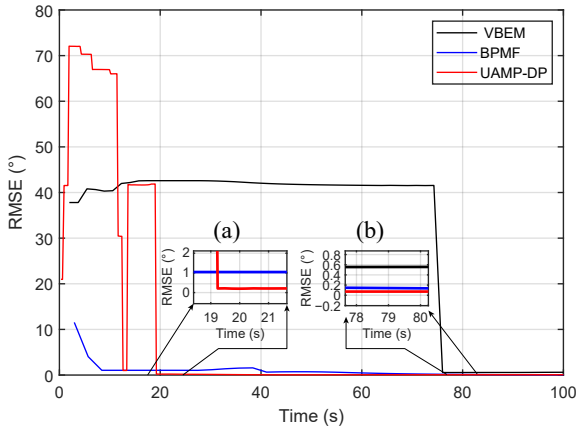 80
70
60
50
40
30
20
10
0
RMSE (°)
0 20 40 60 80 100
Time (s)
VBEM
BPMF
UAMP-DP
(a)
2
1
0
RMSE (°)
19 20 21
Time (s)
(b)
0.8
0.6
0.4
0.2
0
-0.2
RMSE (°)
78 79 80
Time (s)